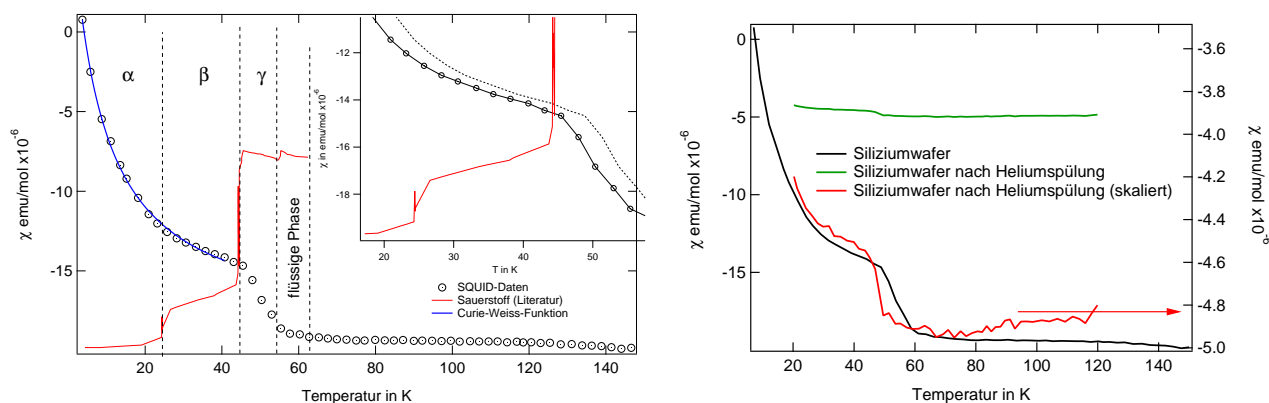 χ emu/mol x10⁻⁶
0
-5
-10
-15
20
40
60
80
100
120
140
Temperatur in K
α
β
γ
flüssige Phase
χ in emu/mol x10⁻⁶
-12
-14
-16
-18
20
30
40
50
T in K
SQUID-Daten
Sauerstoff (Literatur)
Curie-Weiss-Funktion
χ emu/mol x10⁻⁶
0
-5
-10
-15
20
40
60
80
100
120
140
Temperatur in K
Siliziumwafer
Siliziumwafer nach Heliumspülung
Siliziumwafer nach Heliumspülung (skaliert)
-3.6
-3.8
-4.0
-4.2
-4.4
-4.6
-4.8
-5.0
χ emu/mol x10⁻⁶